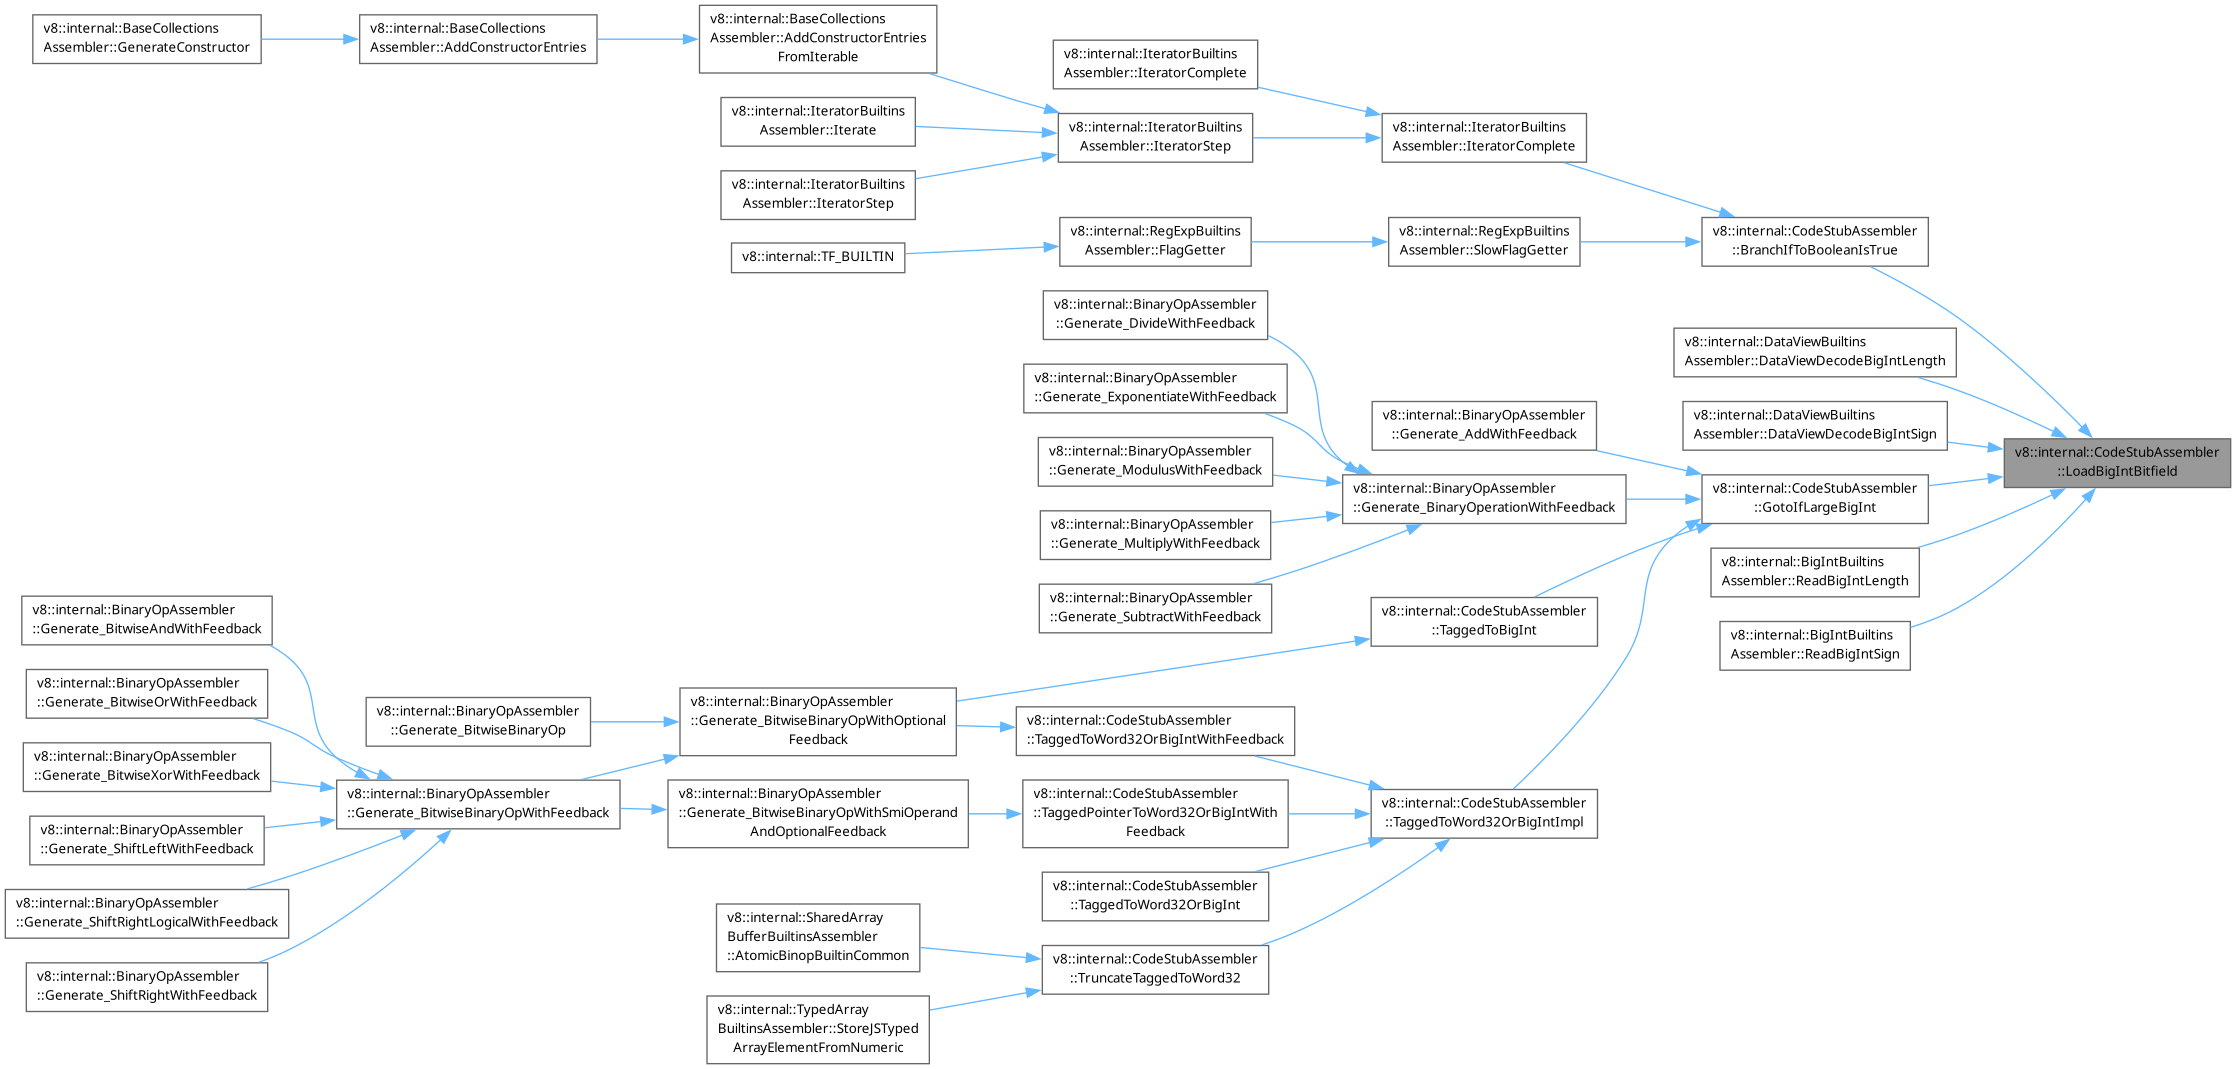 v8::internal::BaseCollections
Assembler::GenerateConstructor
v8::internal::BaseCollections
Assembler::AddConstructorEntries
v8::internal::BaseCollections
Assembler::AddConstructorEntries
FromIterable
v8::internal::IteratorBuiltins
Assembler::IteratorComplete
v8::internal::IteratorBuiltins
Assembler::Iterate
v8::internal::IteratorBuiltins
Assembler::IteratorStep
v8::internal::IteratorBuiltins
Assembler::IteratorComplete
v8::internal::IteratorBuiltins
Assembler::IteratorStep
v8::internal::TF_BUILTIN
v8::internal::RegExpBuiltins
Assembler::FlagGetter
v8::internal::RegExpBuiltins
Assembler::SlowFlagGetter
v8::internal::CodeStubAssembler
::BranchIfToBooleanIsTrue
v8::internal::BinaryOpAssembler
::Generate_DivideWithFeedback
v8::internal::DataViewBuiltins
Assembler::DataViewDecodeBigIntLength
v8::internal::BinaryOpAssembler
::Generate_ExponentiateWithFeedback
v8::internal::BinaryOpAssembler
::Generate_AddWithFeedback
v8::internal::DataViewBuiltins
Assembler::DataViewDecodeBigIntSign
v8::internal::CodeStubAssembler
::LoadBigIntBitfield
v8::internal::BinaryOpAssembler
::Generate_ModulusWithFeedback
v8::internal::BinaryOpAssembler
::Generate_BinaryOperationWithFeedback
v8::internal::CodeStubAssembler
::GotoIfLargeBigInt
v8::internal::BinaryOpAssembler
::Generate_MultiplyWithFeedback
v8::internal::BigIntBuiltins
Assembler::ReadBigIntLength
v8::internal::BinaryOpAssembler
::Generate_SubtractWithFeedback
v8::internal::CodeStubAssembler
::TaggedToBigInt
v8::internal::BigIntBuiltins
Assembler::ReadBigIntSign
v8::internal::BinaryOpAssembler
::Generate_BitwiseAndWithFeedback
v8::internal::BinaryOpAssembler
::Generate_BitwiseOrWithFeedback
v8::internal::BinaryOpAssembler
::Generate_BitwiseBinaryOp
v8::internal::BinaryOpAssembler
::Generate_BitwiseBinaryOpWithOptional
Feedback
v8::internal::CodeStubAssembler
::TaggedToWord32OrBigIntWithFeedback
v8::internal::BinaryOpAssembler
::Generate_BitwiseXorWithFeedback
v8::internal::BinaryOpAssembler
::Generate_BitwiseBinaryOpWithFeedback
v8::internal::BinaryOpAssembler
::Generate_BitwiseBinaryOpWithSmiOperand
AndOptionalFeedback
v8::internal::CodeStubAssembler
::TaggedPointerToWord32OrBigIntWith
Feedback
v8::internal::CodeStubAssembler
::TaggedToWord32OrBigIntImpl
v8::internal::BinaryOpAssembler
::Generate_ShiftLeftWithFeedback
v8::internal::CodeStubAssembler
::TaggedToWord32OrBigInt
v8::internal::BinaryOpAssembler
::Generate_ShiftRightLogicalWithFeedback
v8::internal::SharedArray
BufferBuiltinsAssembler
::AtomicBinopBuiltinCommon
v8::internal::CodeStubAssembler
::TruncateTaggedToWord32
v8::internal::BinaryOpAssembler
::Generate_ShiftRightWithFeedback
v8::internal::TypedArray
BuiltinsAssembler::StoreJSTyped
ArrayElementFromNumeric